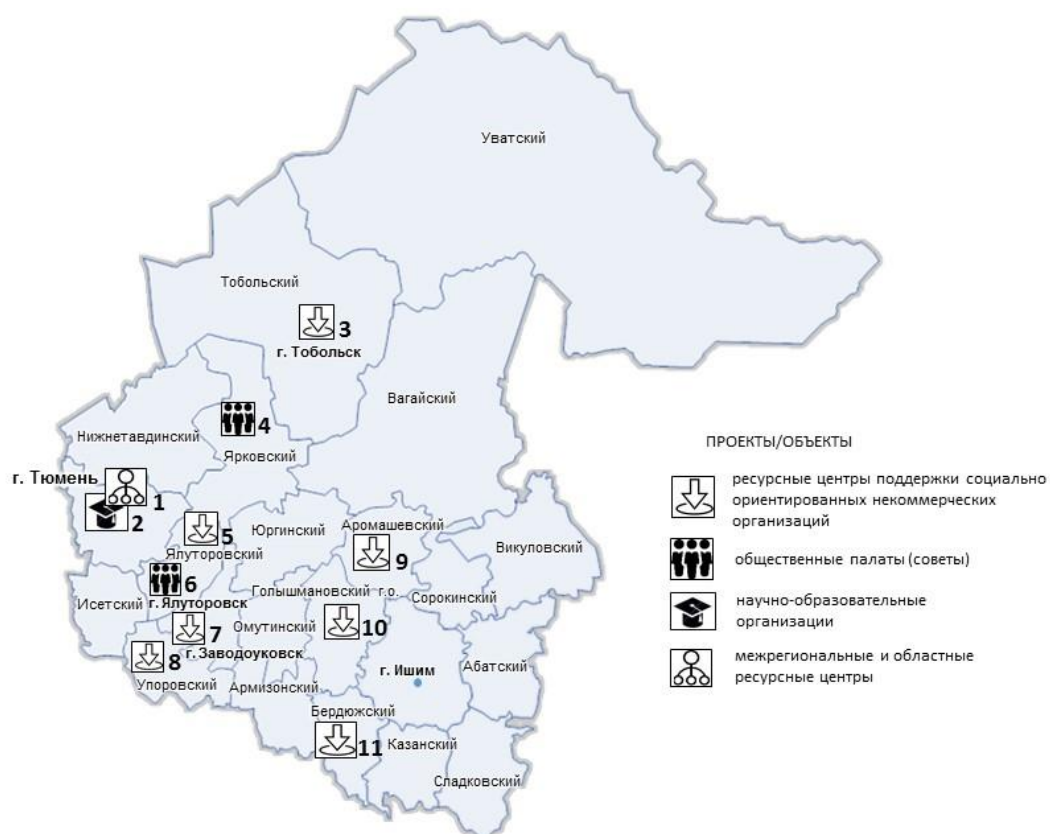 Уватский
Тобольский
3
г. Тобольск
Вагайский
4
Нижнетавдинский
Ярковский
г. Тюмень
1
2
5
Ялуторовский
Юргинский
Аромашевский
9
Викуловский
6
Исетский
г. Ялуторовск
Голышмановский г.о.
Сорокинский
7
г. Заводоуковск
Омутинский
10
8
Упоровский
Армизонский
г. Ишим
Абатский
Бердюжский
11
Казанский
Сладковский
ПРОЕКТЫ/ОБЪЕКТЫ
ресурсные центры поддержки социально
ориентированных некоммерческих
организаций
общественные палаты (советы)
научно-образовательные
организации
межрегиональные и областные
ресурсные центры